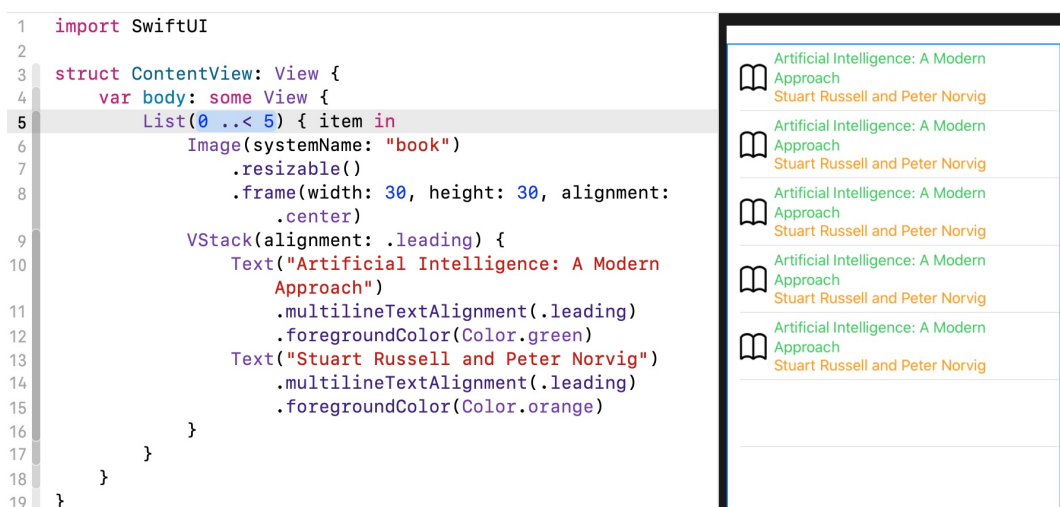 1 import SwiftUI
2
3 struct ContentView: View {
4 var body: some View {
5 List(0 ..< 5) { item in
6 Image(systemName: "book")
7 .resizable()
8 .frame(width: 30, height: 30, alignment:
.center)
9 VStack(alignment: .leading) {
10 Text("Artificial Intelligence: A Modern
Approach")
11 .multilineTextAlignment(.leading)
12 .foregroundColor(Color.green)
13 Text("Stuart Russell and Peter Norvig")
14 .multilineTextAlignment(.leading)
15 .foregroundColor(Color.orange)
16 }
17 }
18 }
19 }
Artificial Intelligence: A Modern
Approach
Stuart Russell and Peter Norvig
Artificial Intelligence: A Modern
Approach
Stuart Russell and Peter Norvig
Artificial Intelligence: A Modern
Approach
Stuart Russell and Peter Norvig
Artificial Intelligence: A Modern
Approach
Stuart Russell and Peter Norvig
Artificial Intelligence: A Modern
Approach
Stuart Russell and Peter Norvig